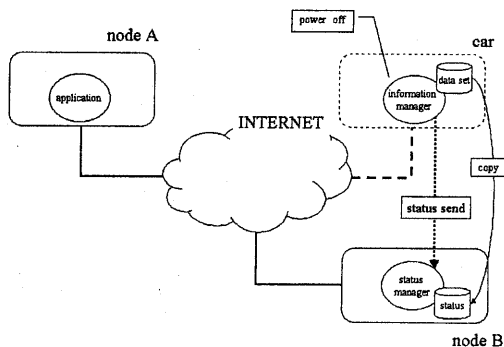 power off
node A
car
application
information
manager
data set
INTERNET
copy
status send
status
manager
status
node B